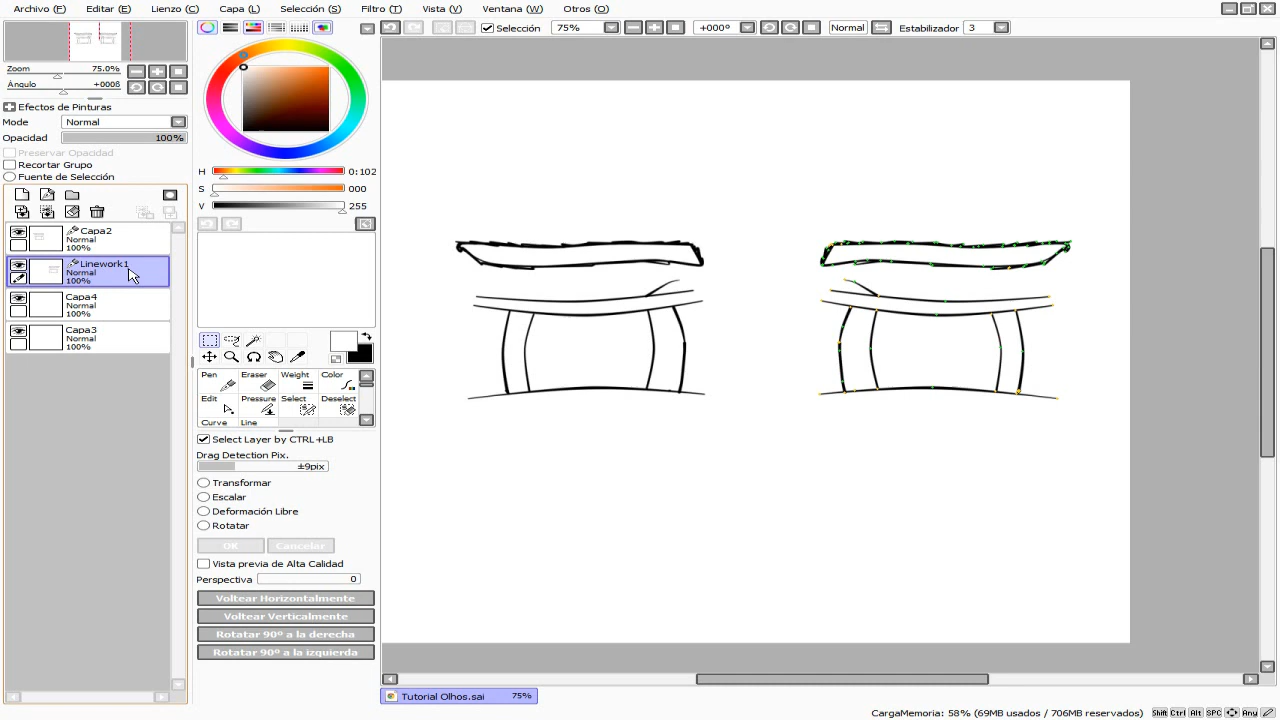 Archivo (F) Editar (E) Lienzo (C) Capa (L) Selección (S) Filtro (T) Vista (V) Ventana (W) Otros (O)
Selección 75% +000º Normal Estabilizador 3
Zoom 75.0%
Ángulo +000ß
Efectos de Pinturas
Mode Normal
Opacidad 100%
Preservar Opacidad
Recortar Grupo
Fuente de Selección
Capa2
Normal
100%
Linework1
Normal
100%
Capa4
Normal
100%
Capa3
Normal
100%
H 0:102
S 000
V 255
Pen Eraser Weight Color
Edit Pressure Select Deselect
Curve Line
Select Layer by CTRL+LB
Drag Detection Pix.
±9pix
Transformar
Escalar
Deformación Libre
Rotatar
OK Cancelar
Vista previa de Alta Calidad
Perspectiva 0
Voltear Horizontalmente
Voltear Verticalmente
Rotatar 90º a la derecha
Rotatar 90º a la izquierda
Tutorial Olhos.sai 75%
CargaMemoria: 58% (69MB usados / 706MB reservados) Shift Ctrl Alt SPC Any